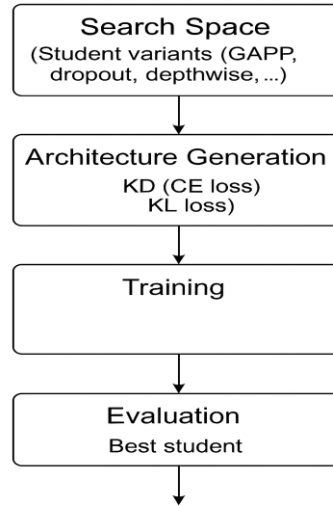 Search Space
(Student variants (GAPP,
dropout, depthwise, ...)
Architecture Generation
KD (CE loss)
KL loss)
Training
Evaluation
Best student